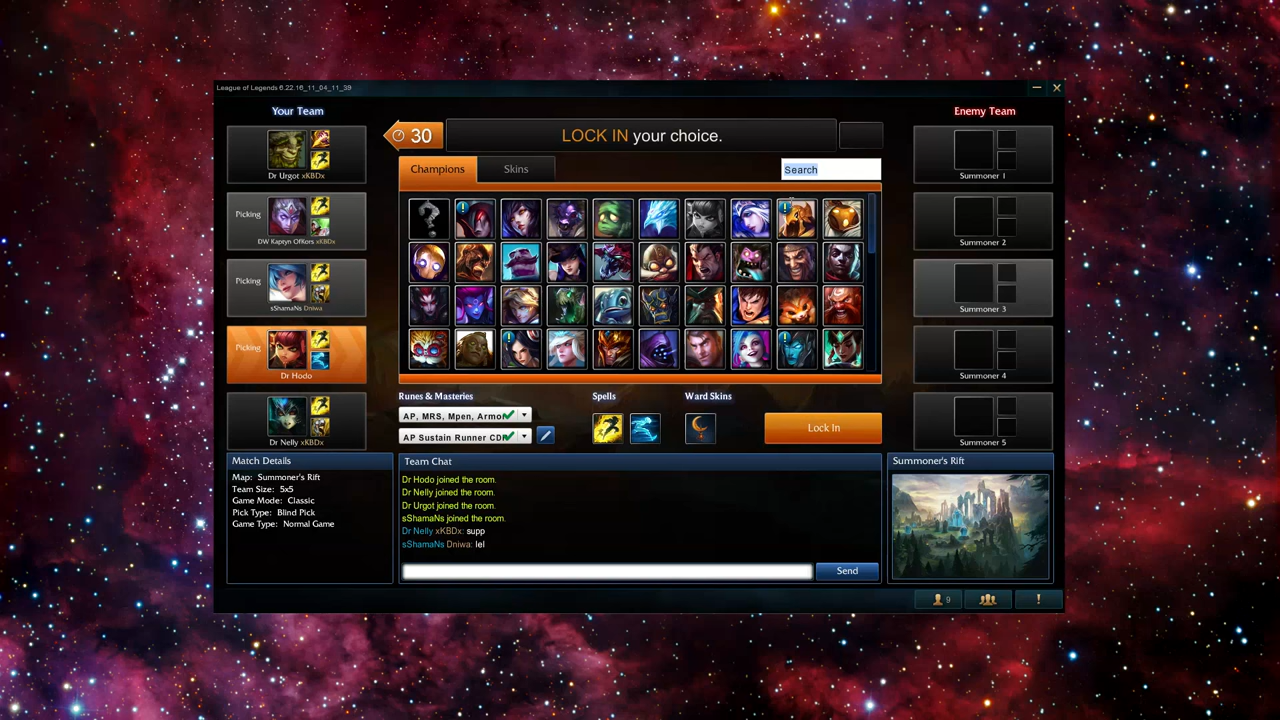 League of Legends 6.22.16_11_04_11_39
Your Team
Enemy Team
30
LOCK IN your choice.
Champions
Skins
Search
Dr Urgot xKBDx
Picking
DW Kaptyn OfKors xKBDx
Picking
sShamaNs Dniwa
Picking
Dr Hodo
Dr Nelly xKBDx
Summoner 1
Summoner 2
Summoner 3
Summoner 4
Summoner 5
Runes & Masteries
Spells
Ward Skins
AP, MRS, Mpen, Armor
AP Sustain Runner CDR
Lock In
Match Details
Map: Summoner's Rift
Team Size: 5x5
Game Mode: Classic
Pick Type: Blind Pick
Game Type: Normal Game
Team Chat
Dr Hodo joined the room.
Dr Nelly joined the room.
Dr Urgot joined the room.
sShamaNs joined the room.
Dr Nelly xKBDx: supp
sShamaNs Dniwa: lel
Send
Summoner's Rift
9